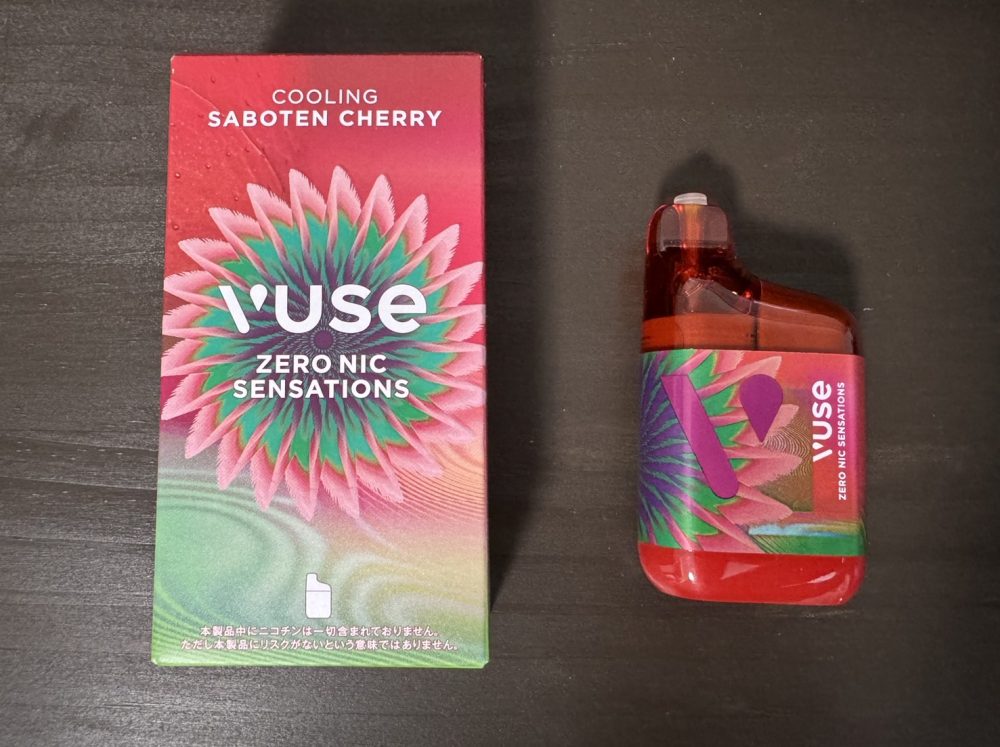 COOLING
SABOTEN CHERRY
vuse
ZERO NIC
SENSATIONS
本製品中にニコチンは一切含まれておりません。
ただし本製品にリスクがないという意味ではありません。
vuse
ZERO NIC SENSATIONS